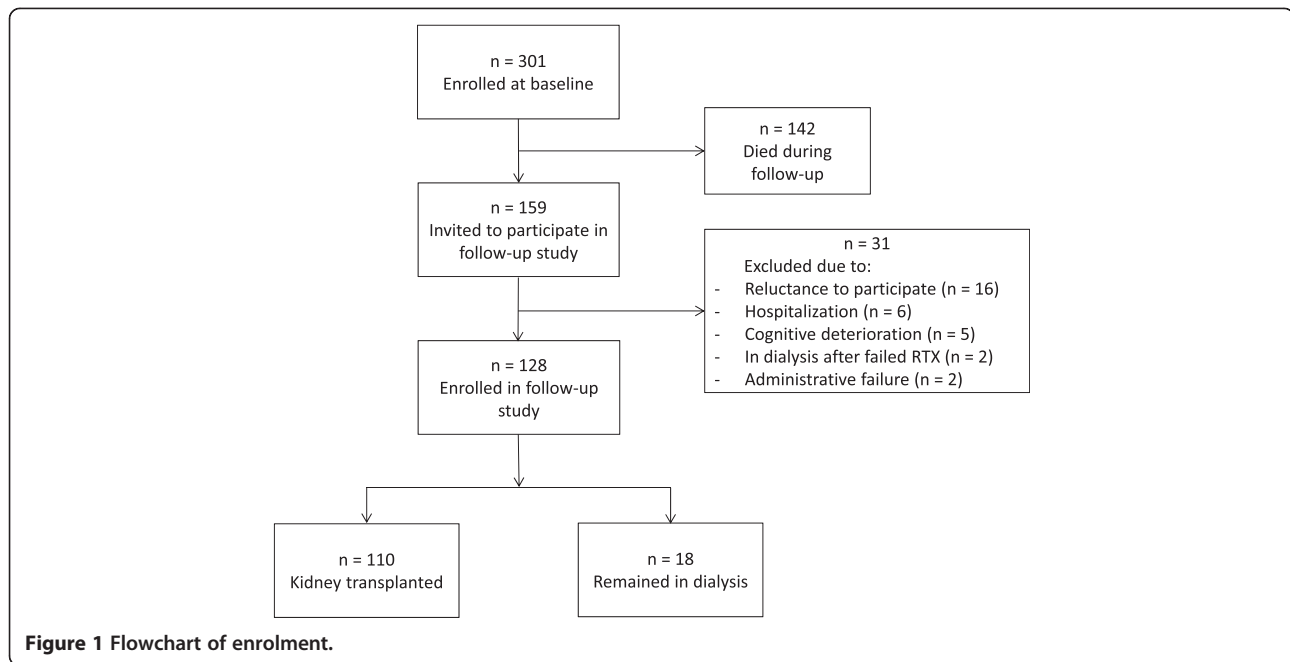 n = 301
Enrolled at baseline
n = 142
Died during
follow-up
n = 159
Invited to participate in
follow-up study
n = 31
Excluded due to:
- Reluctance to participate (n = 16)
- Hospitalization (n = 6)
- Cognitive deterioration (n = 5)
- In dialysis after failed RTX (n = 2)
- Administrative failure (n = 2)
n = 128
Enrolled in follow-up
study
n = 110
Kidney transplanted
n = 18
Remained in dialysis
Figure 1 Flowchart of enrolment.